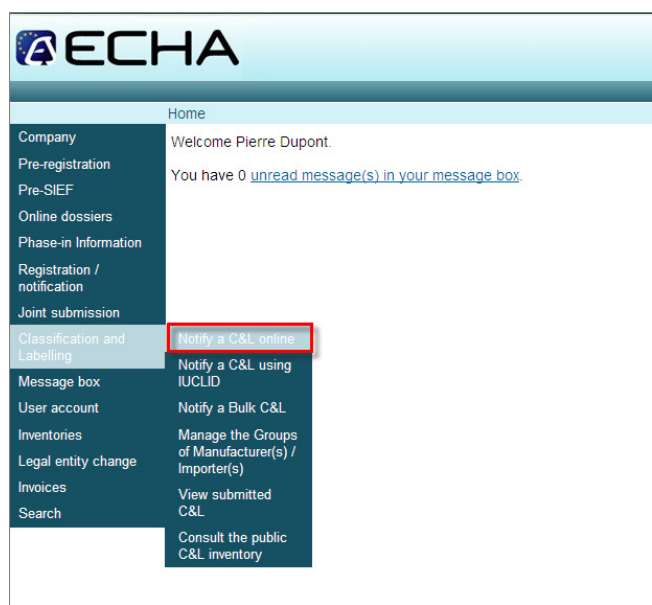 ECHA
Home
Welcome Pierre Dupont.
You have 0 unread message(s) in your message box.
Company
Pre-registration
Pre-SIEF
Online dossiers
Phase-in Information
Registration /
notification
Joint submission
Classification and
Labelling
Message box
User account
Inventories
Legal entity change
Invoices
Search
Notify a C&L online
Notify a C&L using
IUCLID
Notify a Bulk C&L
Manage the Groups
of Manufacturer(s) /
Importer(s)
View submitted
C&L
Consult the public
C&L inventory